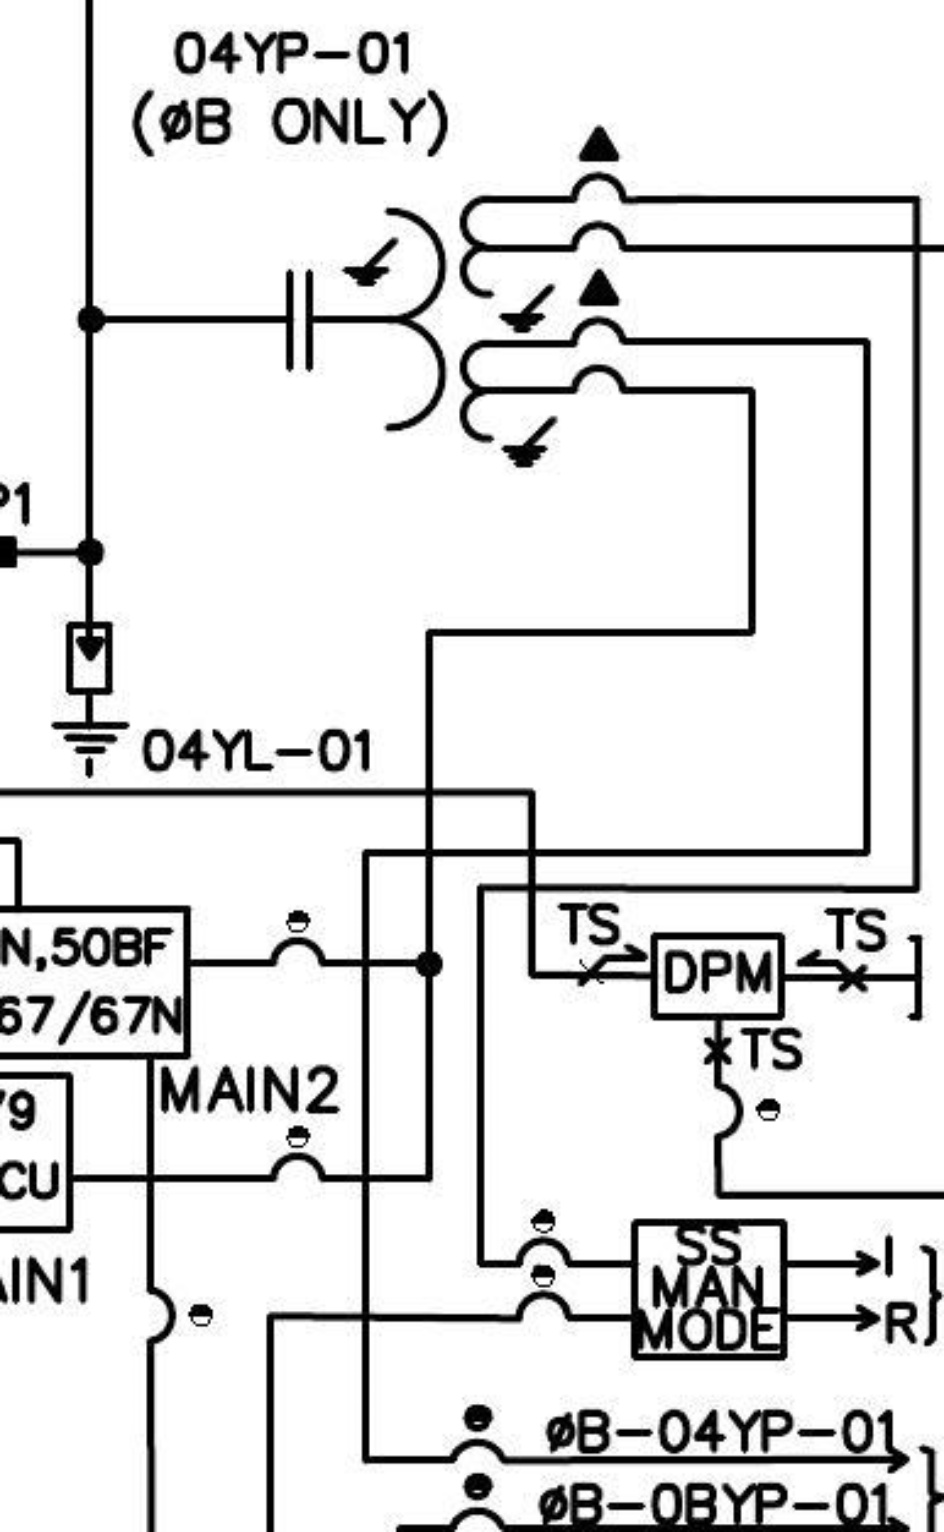 04YP-01
(øB ONLY)
P1
04YL-01
N,50BF
67/67N
TS
DPM
TS
TS
MAIN2
79
CU
AIN1
SS
MAN
MODE
I
R
øB-04YP-01
øB-0BYP-01